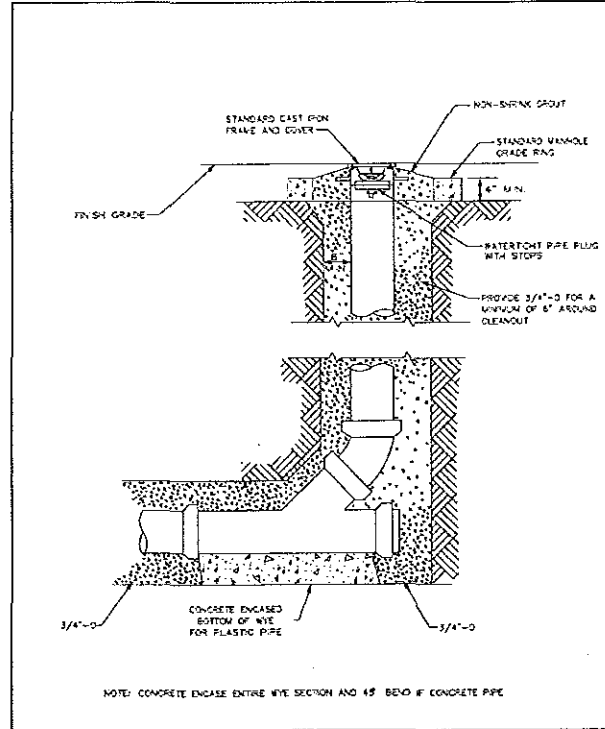 STANDARD CAST IRON
FRAME AND COVER
NON-SHRINK GROUT
STANDARD MANHOLE
GRADE RING
4" MIN.
FINISH GRADE
WATERTIGHT PIPE PLUG
WITH STOPS
PROVIDE 3/4"-0 FOR A
MINIMUM OF 6" AROUND
CLEANOUT
3/4"-0
CONCRETE ENCASED
BOTTOM OF WYE
FOR PLASTIC PIPE
3/4"-0
NOTE: CONCRETE ENCASE ENTIRE WYE SECTION AND 45° BEND IF CONCRETE PIPE